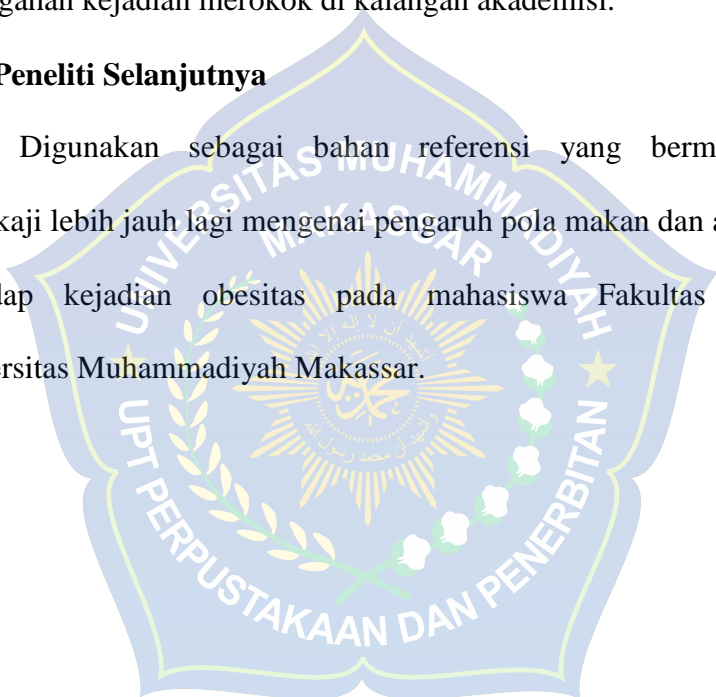 ganan kejadian merokok di kalangan akademisi.
Peneliti Selanjutnya
Digunakan sebagai bahan referensi yang berm
kaji lebih jauh lagi mengenai pengaruh pola makan dan a
dap kejadian obesitas pada mahasiswa Fakultas
ersitas Muhammadiyah Makassar.
UNIVERSITAS MUHAMMADIYAH
MAKASSAR
UPT PERPUSTAKAAN DAN PENERBITAN